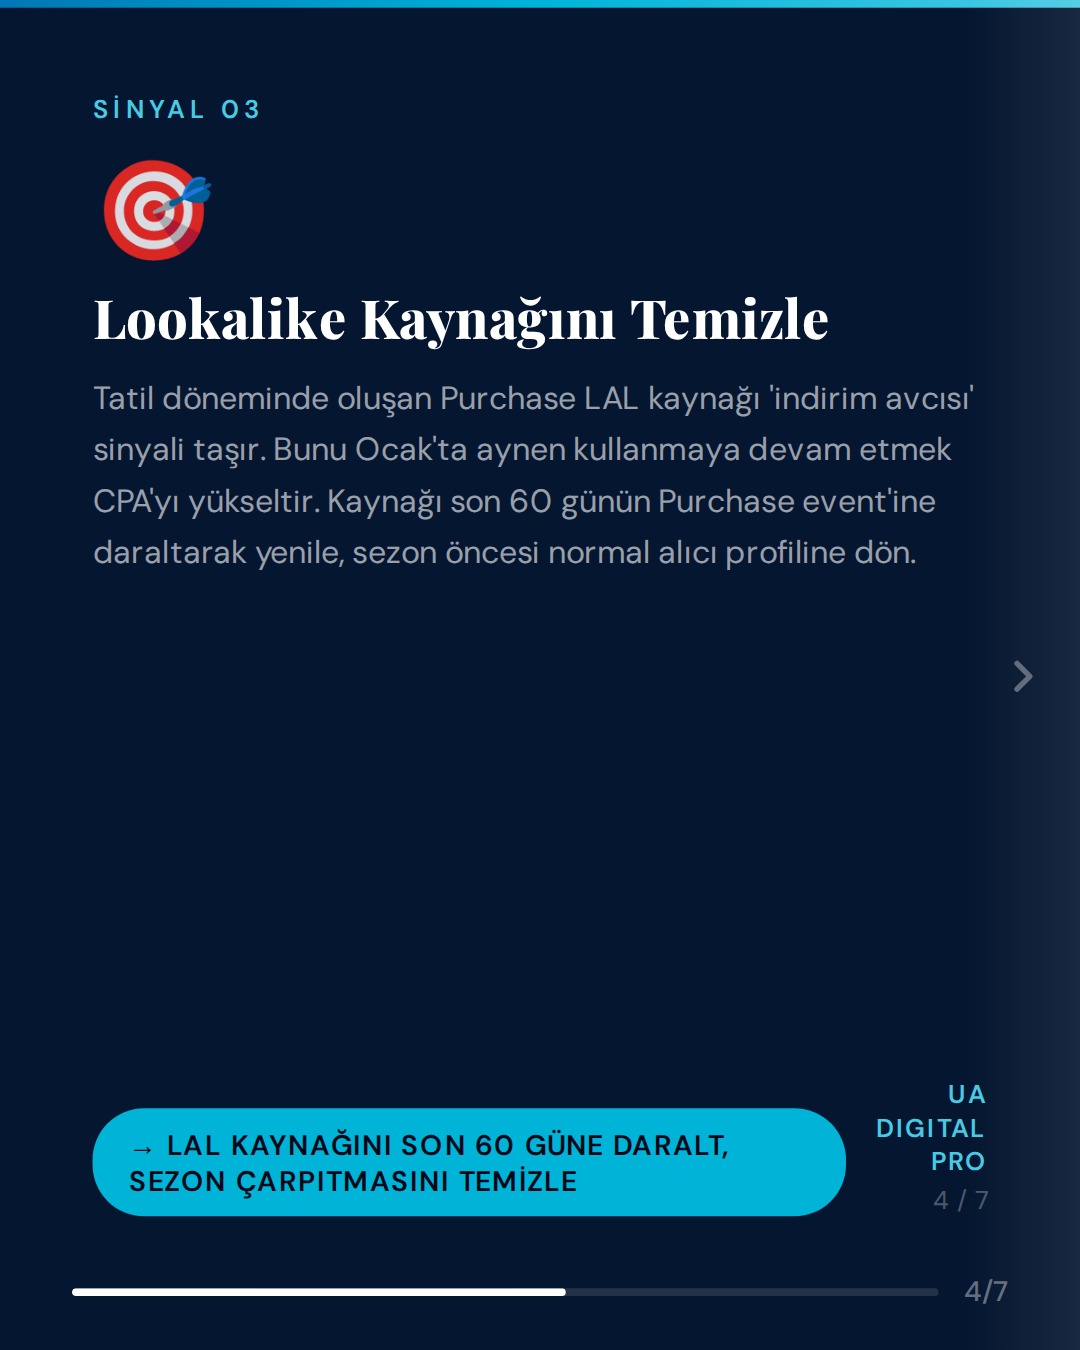 SİNYAL 03
Lookalike Kaynağını Temizle
Tatil döneminde oluşan Purchase LAL kaynağı 'indirim avcısı'
sinyali taşır. Bunu Ocak'ta aynen kullanmaya devam etmek
CPA'yı yükseltir. Kaynağı son 60 günün Purchase event'ine
daraltarak yenile, sezon öncesi normal alıcı profiline dön.
→ LAL KAYNAĞINI SON 60 GÜNE DARALT,
SEZON ÇARPITMASINI TEMİZLE
UA
DIGITAL
PRO
4 / 7
4/7